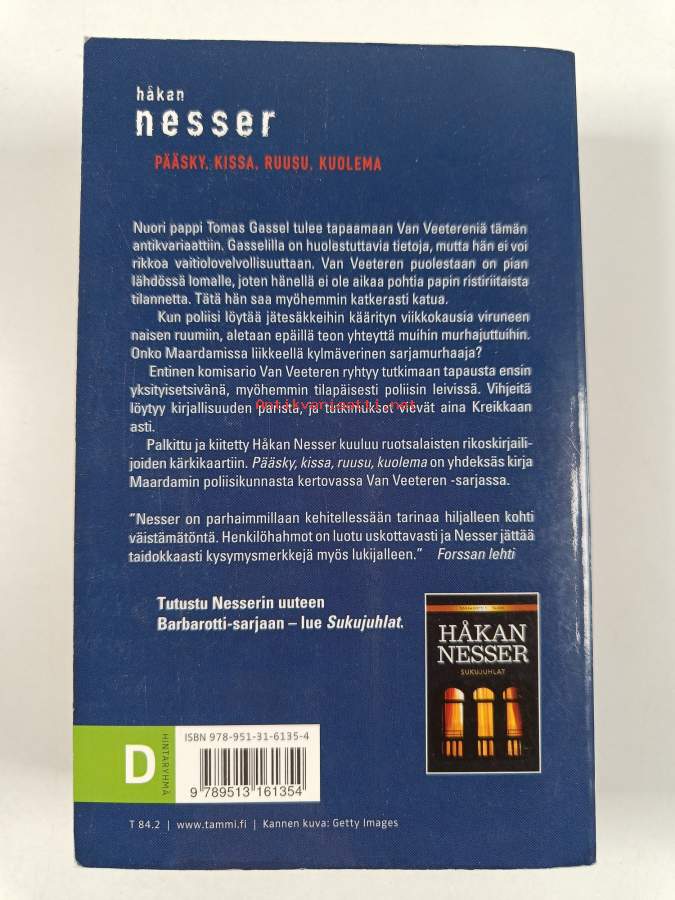 håkan
nesser
PÄÄSKY, KISSA, RUUSU, KUOLEMA
Nuori pappi Tomas Gassel tulee tapaamaan Van Veetereniä tämän
antikvariaattiin. Gasselilla on huolestuttavia tietoja, mutta hän ei voi
rikkoa vaitiolovelvollisuuttaan. Van Veeteren puolestaan on pian
lähdössä lomalle, joten hänellä ei ole aikaa pohtia papin ristiriitaista
tilannetta. Tätä hän saa myöhemmin katkerasti katua.
Kun poliisi löytää jätesäkkeihin käärityn viikkokausia viruneen
naisen ruumiin, aletaan epäillä teon yhteyttä muihin murhajuttuihin.
Onko Maardamissa liikkeellä kylmäverinen sarjamurhaaja?
Entinen komisario Van Veeteren ryhtyy tutkimaan tapausta ensin
yksityisetsivänä, myöhemmin tilapäisesti poliisin leivissä. Vihjeitä
löytyy kirjallisuuden parista, ja tutkimukset vievät aina Kreikkaan
asti.
Antikvariaatti.net
Palkittu ja kiitetty Håkan Nesser kuuluu ruotsalaisten rikoskirjaili-
joiden kärkikaartiin. Pääsky, kissa, ruusu, kuolema on yhdeksäs kirja
Maardamin poliisikunnasta kertovassa Van Veeteren -sarjassa.
”Nesser on parhaimmillaan kehitellessään tarinaa hiljalleen kohti
väistämätöntä. Henkilöhahmot on luotu uskottavasti ja Nesser jättää
taidokkaasti kysymysmerkkejä myös lukijalleen.” Forssan lehti
Tutustu Nesserin uuteen
Barbarotti-sarjaan – lue Sukujuhlat.
HÅKAN
NESSER
SUKUJUHLAT
D
HINTARYHMÄ
ISBN 978-951-31-6135-4
9 789513 161354
T 84.2 | www.tammi.fi | Kannen kuva: Getty Images